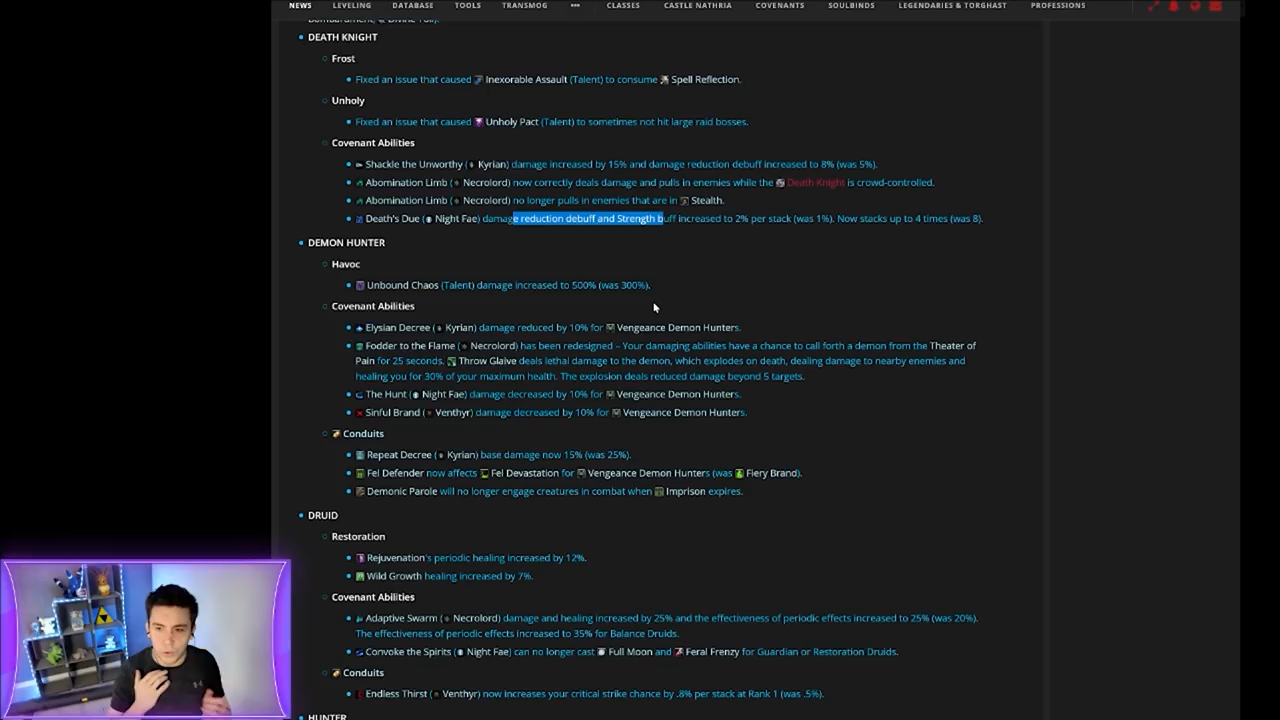 NEWS LEVELING DATABASE TOOLS TRANSMOG ••• CLASSES CASTLE NATHRIA COVENANTS SOULBINDS LEGENDARIES & TORGHAST PROFESSIONS
DEATH KNIGHT
Frost
Fixed an issue that caused Inexorable Assault (Talent) to consume Spell Reflection.
Unholy
Fixed an issue that caused Unholy Pact (Talent) to sometimes not hit large raid bosses.
Covenant Abilities
Shackle the Unworthy (Kyrian) damage increased by 15% and damage reduction debuff increased to 8% (was 5%).
Abomination Limb (Necrolord) now correctly deals damage and pulls in enemies while the Death Knight is crowd-controlled.
Abomination Limb (Necrolord) no longer pulls in enemies that are in Stealth.
Death's Due (Night Fae) damage reduction debuff and Strength buff increased to 2% per stack (was 1%). Now stacks up to 4 times (was 8).
DEMON HUNTER
Havoc
Unbound Chaos (Talent) damage increased to 500% (was 300%).
Covenant Abilities
Elysian Decree (Kyrian) damage reduced by 10% for Vengeance Demon Hunters.
Fodder to the Flame (Necrolord) has been redesigned – Your damaging abilities have a chance to call forth a demon from the Theater of
Pain for 25 seconds. Throw Glaive deals lethal damage to the demon, which explodes on death, dealing damage to nearby enemies and
healing you for 30% of your maximum health. The explosion deals reduced damage beyond 5 targets.
The Hunt (Night Fae) damage decreased by 10% for Vengeance Demon Hunters.
Sinful Brand (Venthyr) damage decreased by 10% for Vengeance Demon Hunters.
Conduits
Repeat Decree (Kyrian) base damage now 15% (was 25%).
Fel Defender now affects Fel Devastation for Vengeance Demon Hunters (was Fiery Brand).
Demonic Parole will no longer engage creatures in combat when Imprison expires.
DRUID
Restoration
Rejuvenation's periodic healing increased by 12%.
Wild Growth healing increased by 7%.
Covenant Abilities
Adaptive Swarm (Necrolord) damage and healing increased by 25% and the effectiveness of periodic effects increased to 25% (was 20%).
The effectiveness of periodic effects increased to 35% for Balance Druids.
Convoke the Spirits (Night Fae) can no longer cast Full Moon and Feral Frenzy for Guardian or Restoration Druids.
Conduits
Endless Thirst (Venthyr) now increases your critical strike chance by .8% per stack at Rank 1 (was .5%).
HUNTER